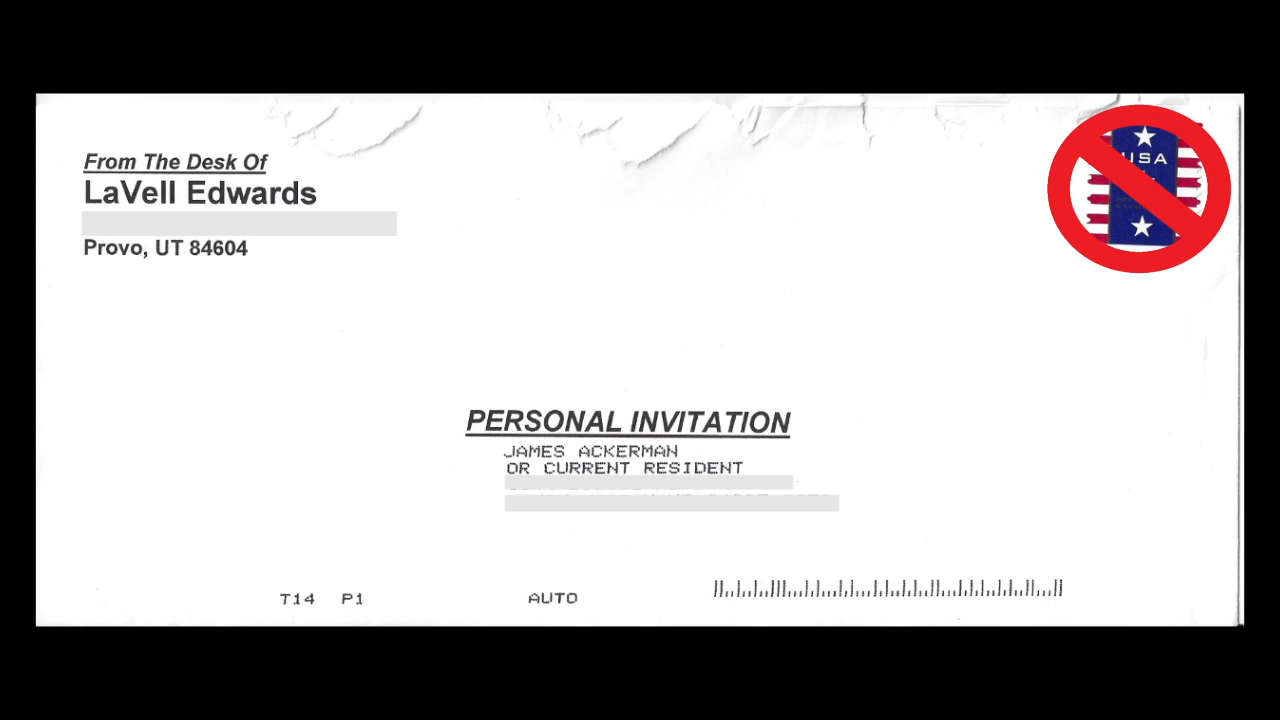 From The Desk Of
LaVell Edwards
Provo, UT 84604
USA
PERSONAL INVITATION
JAMES ACKERMAN
OR CURRENT RESIDENT
T14 P1 AUTO